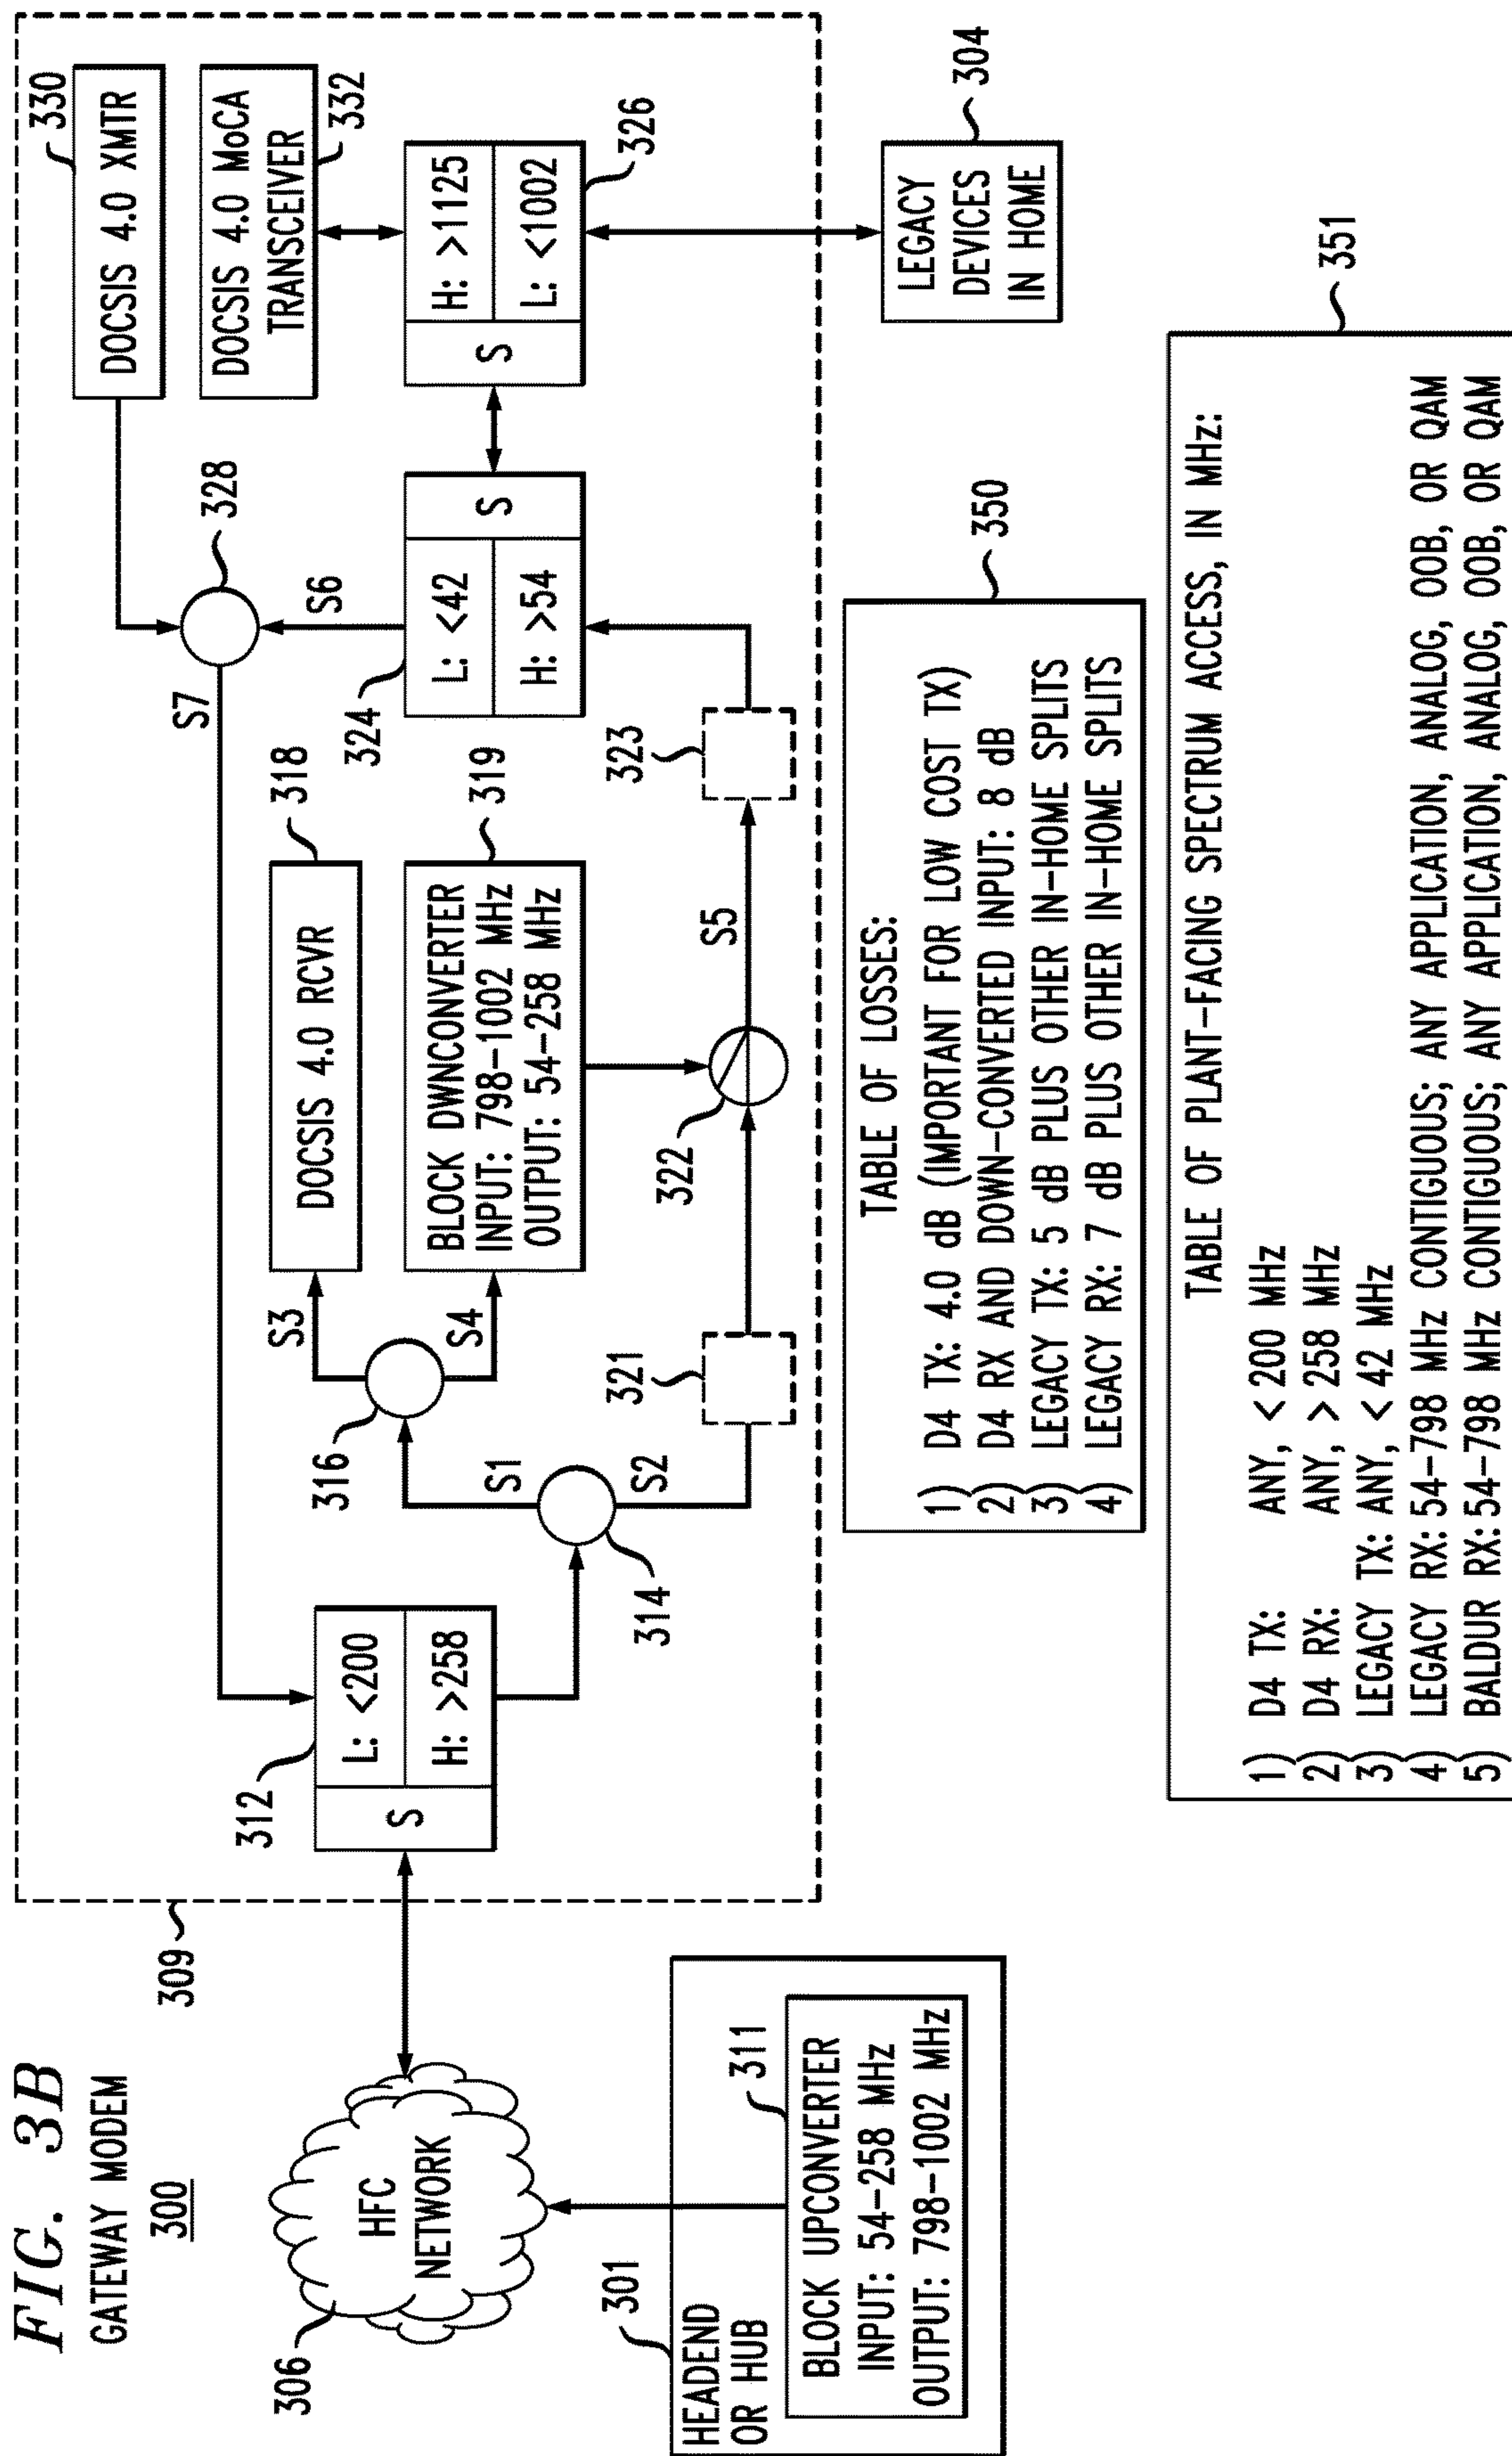 FIG. 3B
GATEWAY MODEM
300
306
HFC
NETWORK
301
HEADEND
OR HUB
311
BLOCK UPCONVERTER
INPUT: 54-258 MHz
OUTPUT: 798-1002 MHz
309
312
S
L: <200
H: >258
314
S1
S2
316
S3
S4
318
DOCSIS 4.0 RCVR
319
BLOCK DWNCONVERTER
INPUT: 798-1002 MHz
OUTPUT: 54-258 MHz
321
322
S5
323
324
L: <42
H: >54
S
S6
S7
328
330
DOCSIS 4.0 XMTR
DOCSIS 4.0 MoCA
TRANSCEIVER
332
S
H: >1125
L: <1002
326
LEGACY
DEVICES
IN HOME
304
350
TABLE OF LOSSES:
1) D4 TX: 4.0 dB (IMPORTANT FOR LOW COST TX)
2) D4 RX AND DOWN-CONVERTED INPUT: 8 dB
3) LEGACY TX: 5 dB PLUS OTHER IN-HOME SPLITS
4) LEGACY RX: 7 dB PLUS OTHER IN-HOME SPLITS
351
TABLE OF PLANT-FACING SPECTRUM ACCESS, IN MHz:
1) D4 TX: ANY, < 200 MHz
2) D4 RX: ANY, > 258 MHz
3) LEGACY TX: ANY, < 42 MHz
4) LEGACY RX: 54-798 MHz CONTIGUOUS; ANY APPLICATION, ANALOG, OOB, OR QAM
5) BALDUR RX: 54-798 MHz CONTIGUOUS; ANY APPLICATION, ANALOG, OOB, OR QAM